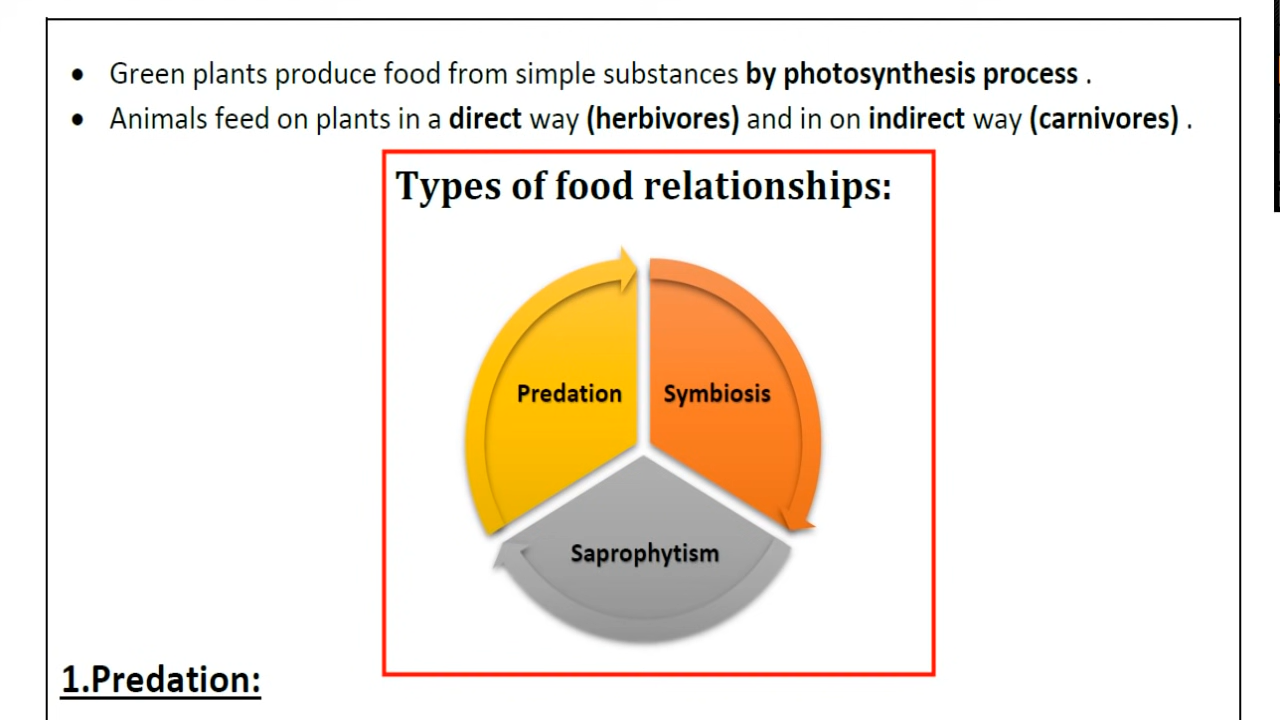 • Green plants produce food from simple substances by photosynthesis process .
• Animals feed on plants in a direct way (herbivores) and in on indirect way (carnivores) .
Types of food relationships:
Predation
Symbiosis
Saprophytism
1.Predation: